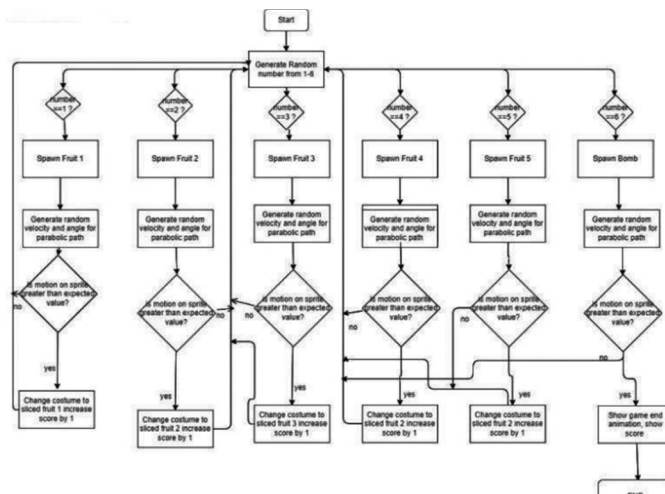 Start
Generate Random
number from 1-6
number
==1 ?
number
==2 ?
number
==3 ?
number
==4 ?
number
==5 ?
number
==6 ?
Spawn Fruit 1
Spawn Fruit 2
Spawn Fruit 3
Spawn Fruit 4
Spawn Fruit 5
Spawn Bomb
Generate random
velocity and angle for
parabolic path
Generate random
velocity and angle for
parabolic path
Generate random
velocity and angle for
parabolic path
Generate random
velocity and angle for
parabolic path
Generate random
velocity and angle for
parabolic path
Generate random
velocity and angle for
parabolic path
Is motion on sprite
greater than expected
value?
Is motion on sprite
greater than expected
value?
Is motion on sprite
greater than expected
value?
Is motion on sprite
greater than expected
value?
Is motion on sprite
greater than expected
value?
Is motion on sprite
greater than expected
value?
no
no
no
no
no
no
yes
yes
yes
yes
yes
yes
Change costume to
sliced fruit 1 increase
score by 1
Change costume to
sliced fruit 2 increase
score by 1
Change costume to
sliced fruit 3 increase
score by 1
Change costume to
sliced fruit 2 increase
score by 1
Change costume to
sliced fruit 2 increase
score by 1
Show game end
animation, show
score